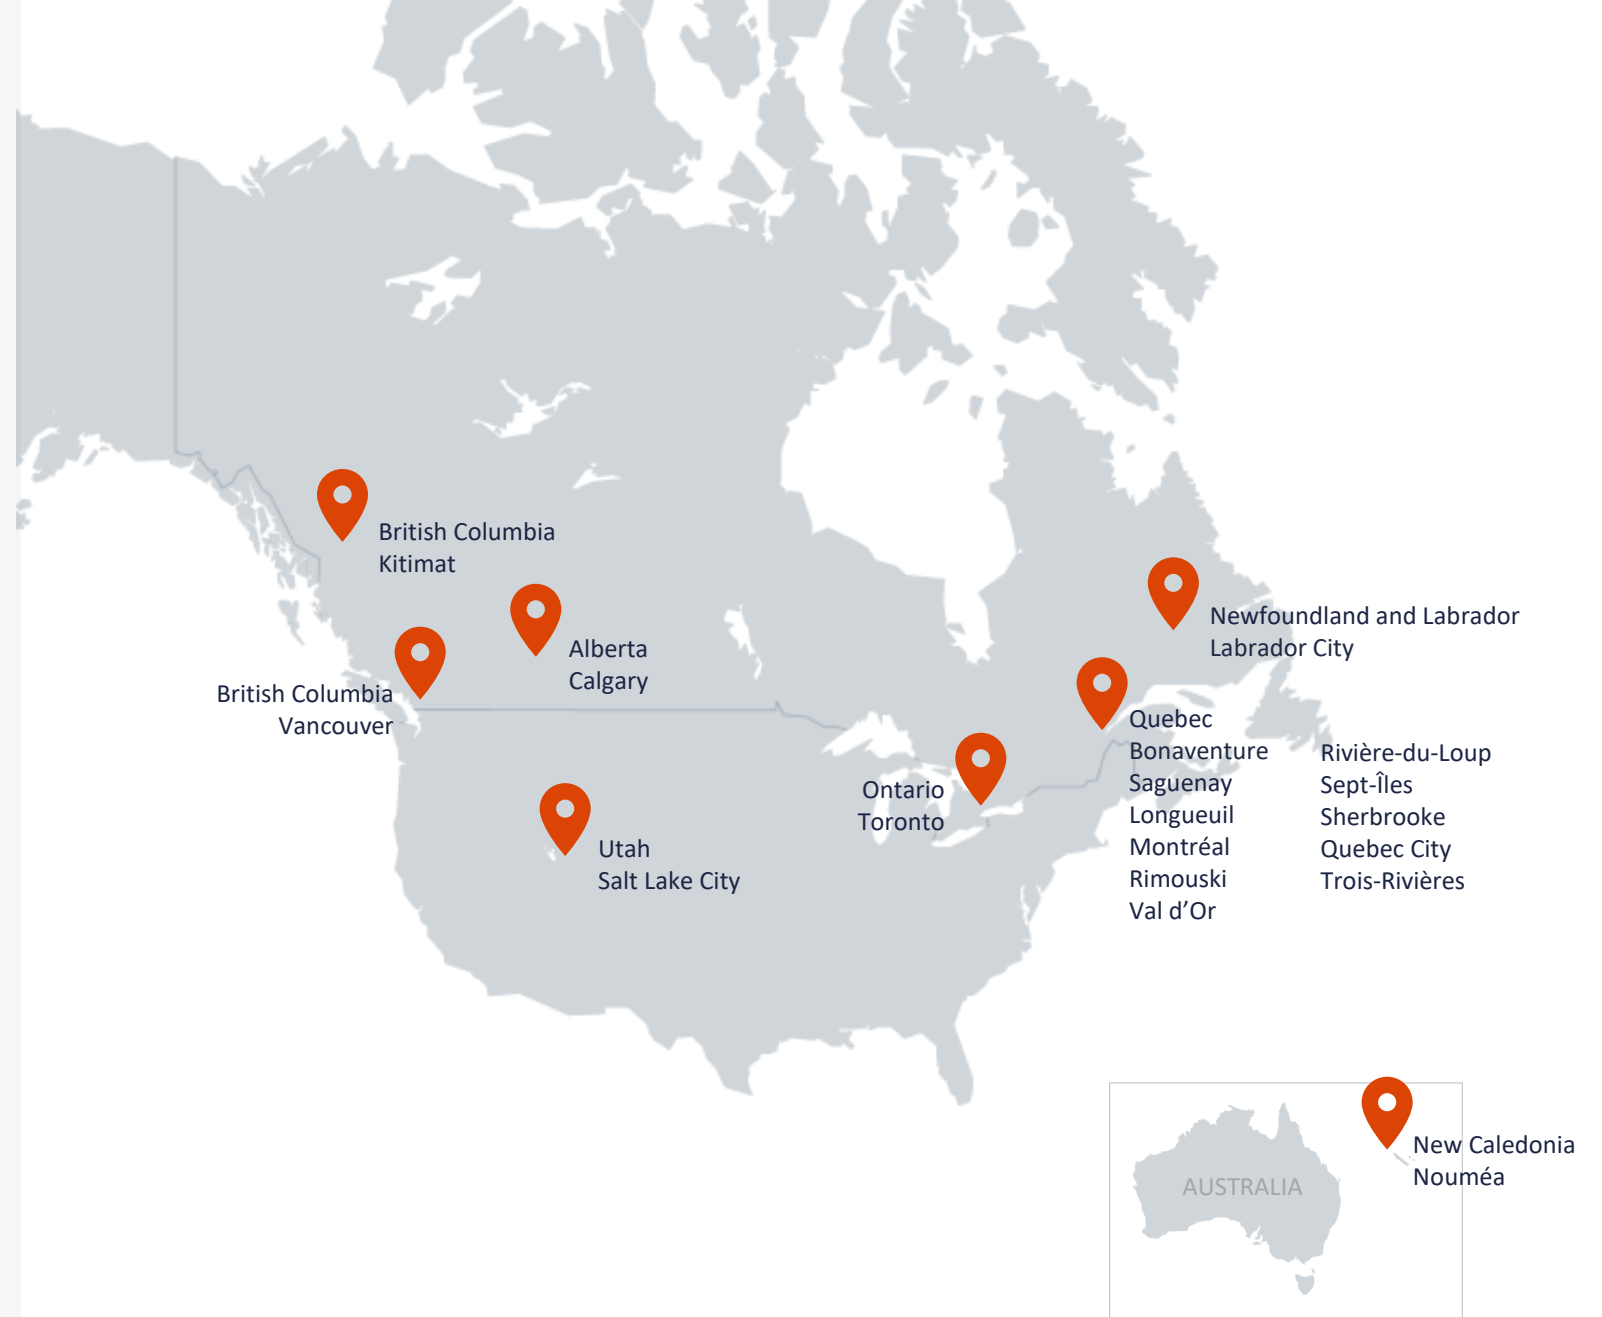 British Columbia
Kitimat
Alberta
Calgary
British Columbia
Vancouver
Newfoundland and Labrador
Labrador City
Utah
Salt Lake City
Ontario
Toronto
Quebec
Bonaventure
Saguenay
Longueuil
Montréal
Rimouski
Val d’Or
Rivière-du-Loup
Sept-Îles
Sherbrooke
Quebec City
Trois-Rivières
AUSTRALIA
New Caledonia
Nouméa